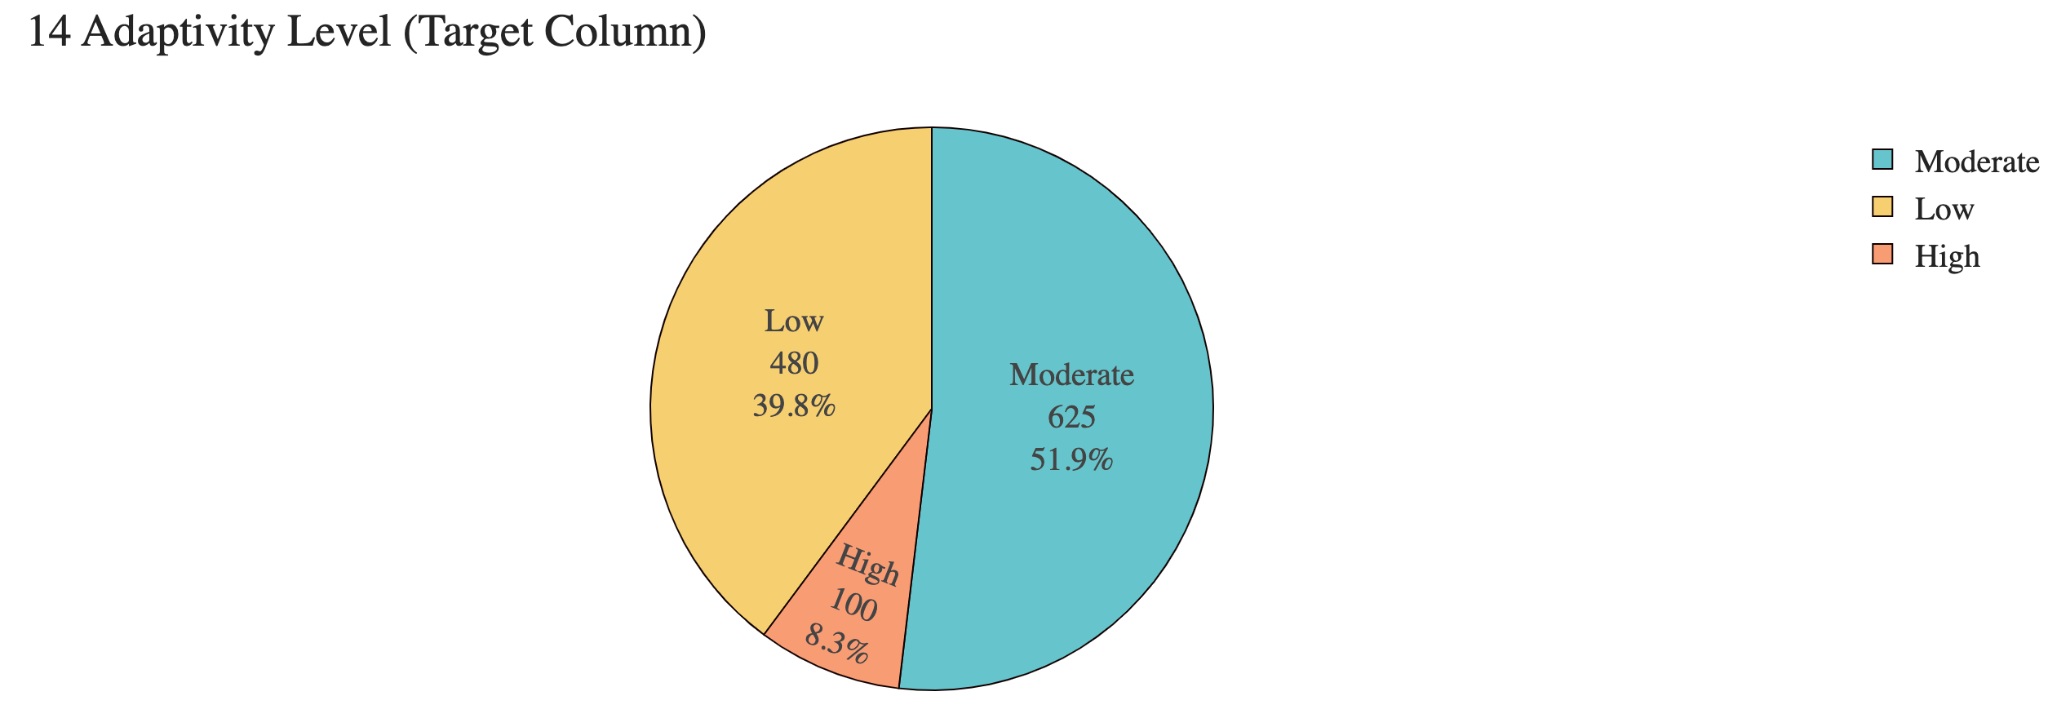 14 Adaptivity Level (Target Column)
Moderate
Low
High
Low
480
39.8%
Moderate
625
51.9%
High
100
8.3%